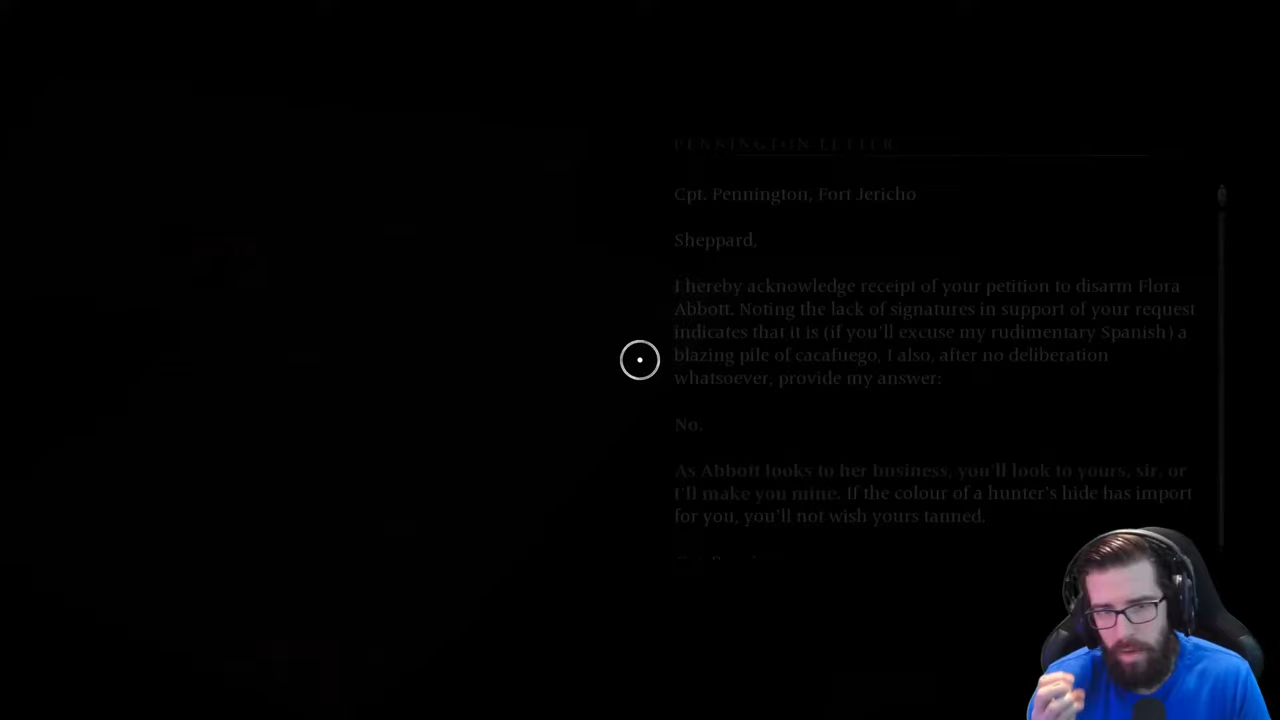 PENNINGTON LETTER
Cpt. Pennington, Fort Jericho
Sheppard,
I hereby acknowledge receipt of your petition to disarm Flora
Abbott. Noting the lack of signatures in support of your request
indicates that it is (if you'll excuse my rudimentary Spanish) a
blazing pile of cacafuego, I also, after no deliberation
whatsoever, provide my answer:
No.
As Abbott looks to her business, you'll look to yours, sir, or
I'll make you mine. If the colour of a hunter's hide has import
for you, you'll not wish yours tanned.